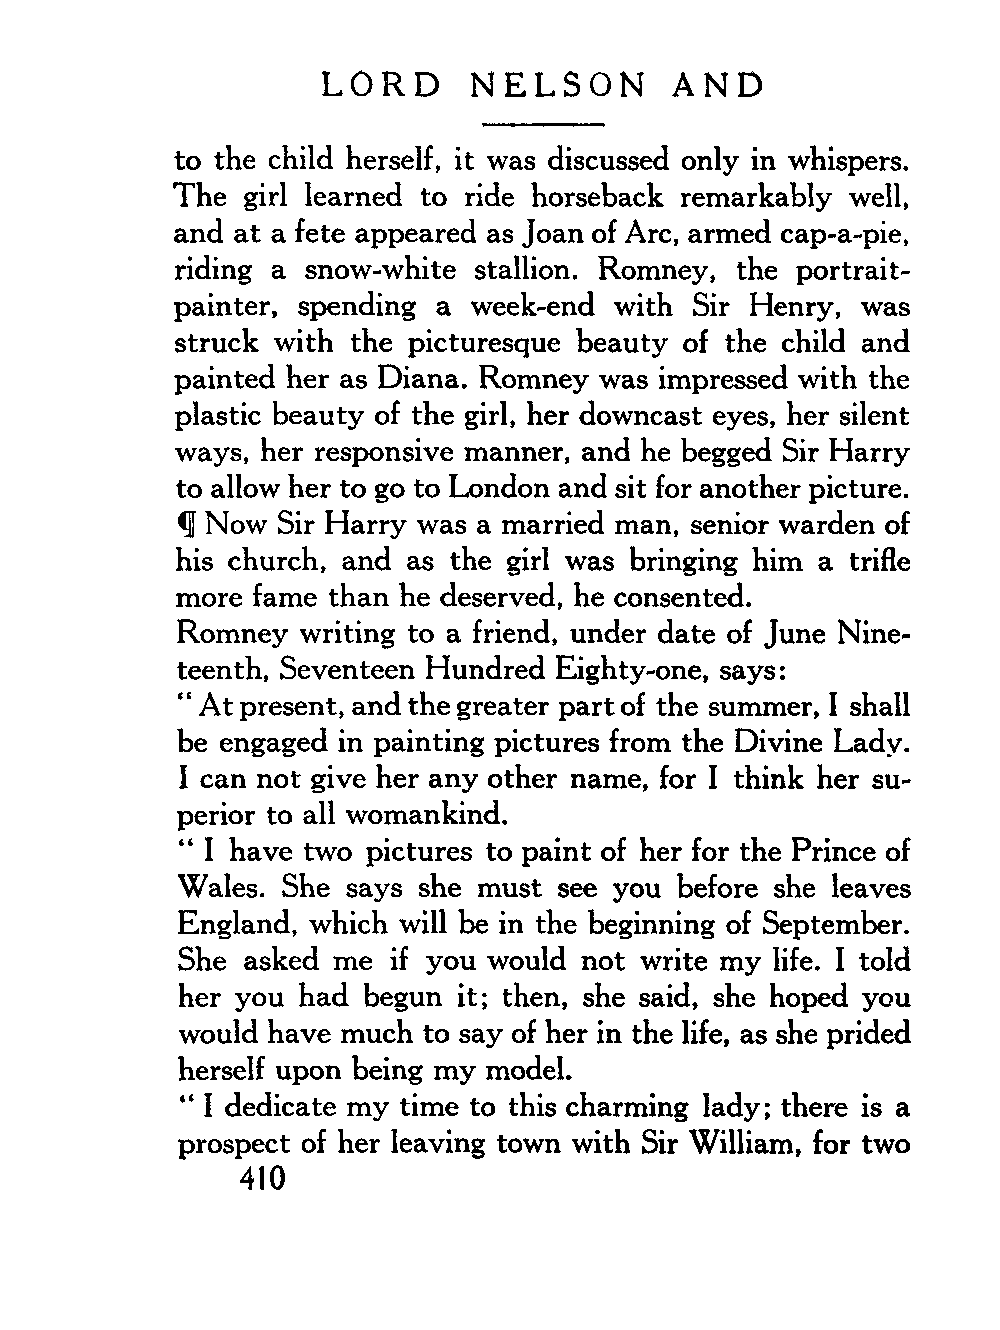 LORD NELSON AND
to the child herself, it was discussed only in whispers.
The girl learned to ride horseback remarkably well,
and at a fete appeared as Joan of Arc, armed cap-a-pie,
riding a snow-white stallion. Romney, the portrait-
painter, spending a week-end with Sir Henry, was
struck with the picturesque beauty of the child and
painted her as Diana. Romney was impressed with the
plastic beauty of the girl, her downcast eyes, her silent
ways, her responsive manner, and he begged Sir Harry
to allow her to go to London and sit for another picture.
¶ Now Sir Harry was a married man, senior warden of
his church, and as the girl was bringing him a trifle
more fame than he deserved, he consented.
Romney writing to a friend, under date of June Nine-
teenth, Seventeen Hundred Eighty-one, says:
“ At present, and the greater part of the summer, I shall
be engaged in painting pictures from the Divine Lady.
I can not give her any other name, for I think her su-
perior to all womankind.
“ I have two pictures to paint of her for the Prince of
Wales. She says she must see you before she leaves
England, which will be in the beginning of September.
She asked me if you would not write my life. I told
her you had begun it; then, she said, she hoped you
would have much to say of her in the life, as she prided
herself upon being my model.
“ I dedicate my time to this charming lady; there is a
prospect of her leaving town with Sir William, for two
410